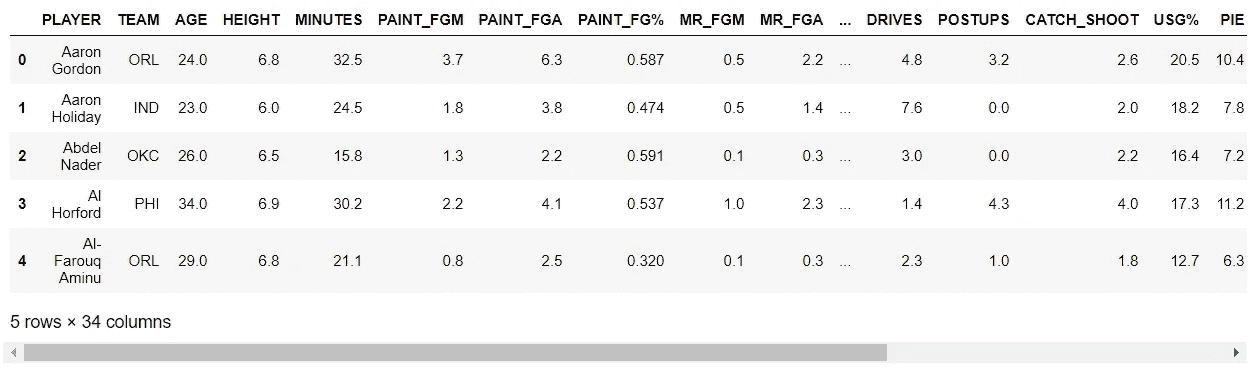 PLAYER TEAM AGE HEIGHT MINUTES PAINT_FGM PAINT_FGA PAINT_FG% MR_FGM MR_FGA ... DRIVES POSTUPS CATCH_SHOOT USG% PIE
0 Aaron Gordon ORL 24.0 6.8 32.5 3.7 6.3 0.587 0.5 2.2 ... 4.8 3.2 2.6 20.5 10.4
1 Aaron Holiday IND 23.0 6.0 24.5 1.8 3.8 0.474 0.5 1.4 ... 7.6 0.0 2.0 18.2 7.8
2 Abdel Nader OKC 26.0 6.5 15.8 1.3 2.2 0.591 0.1 0.3 ... 3.0 0.0 2.2 16.4 7.2
3 Al Horford PHI 34.0 6.9 30.2 2.2 4.1 0.537 1.0 2.3 ... 1.4 4.3 4.0 17.3 11.2
4 Al-Farouq Aminu ORL 29.0 6.8 21.1 0.8 2.5 0.320 0.1 0.3 ... 2.3 1.0 1.8 12.7 6.3
5 rows × 34 columns